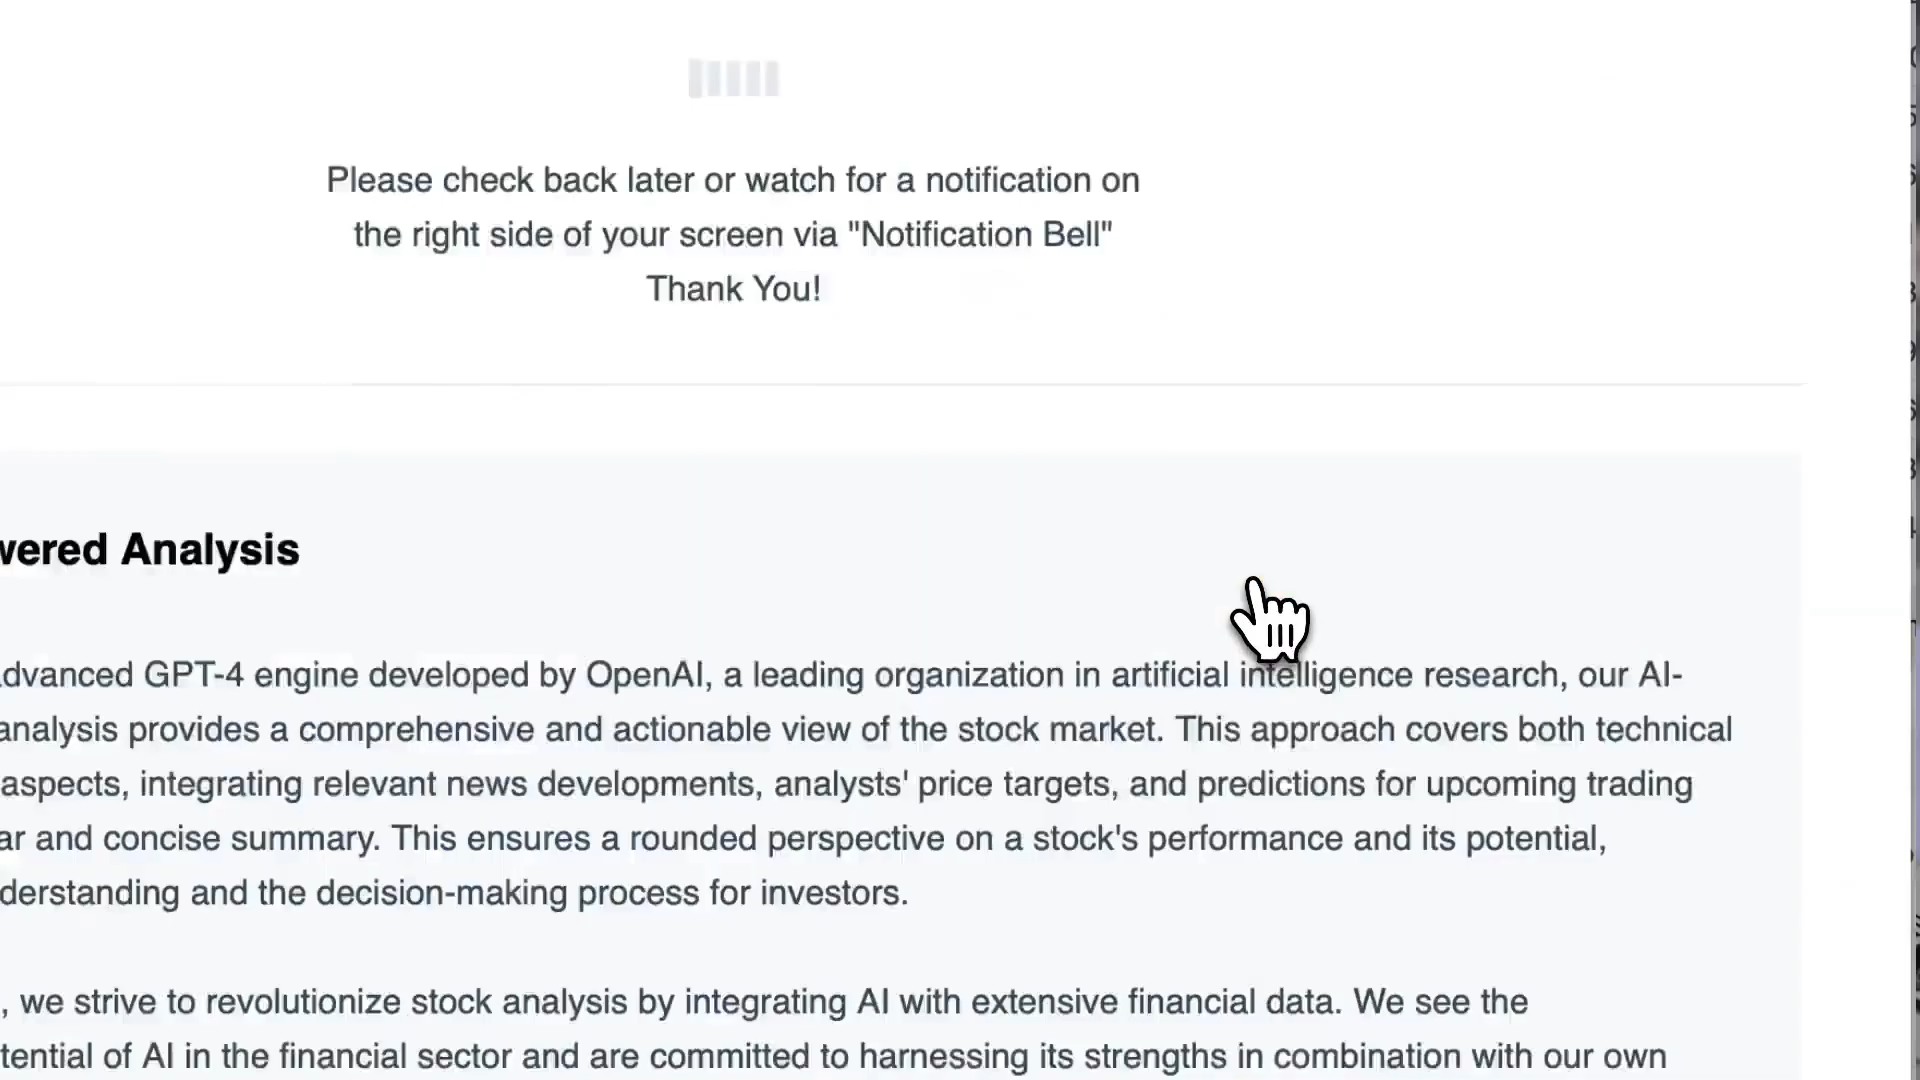 Please check back later or watch for a notification on
the right side of your screen via "Notification Bell"
Thank You!
wered Analysis
dvanced GPT-4 engine developed by OpenAI, a leading organization in artificial intelligence research, our AI-
analysis provides a comprehensive and actionable view of the stock market. This approach covers both technical
aspects, integrating relevant news developments, analysts' price targets, and predictions for upcoming trading
ar and concise summary. This ensures a rounded perspective on a stock's performance and its potential,
derstanding and the decision-making process for investors.
, we strive to revolutionize stock analysis by integrating AI with extensive financial data. We see the
tential of AI in the financial sector and are committed to harnessing its strengths in combination with our own